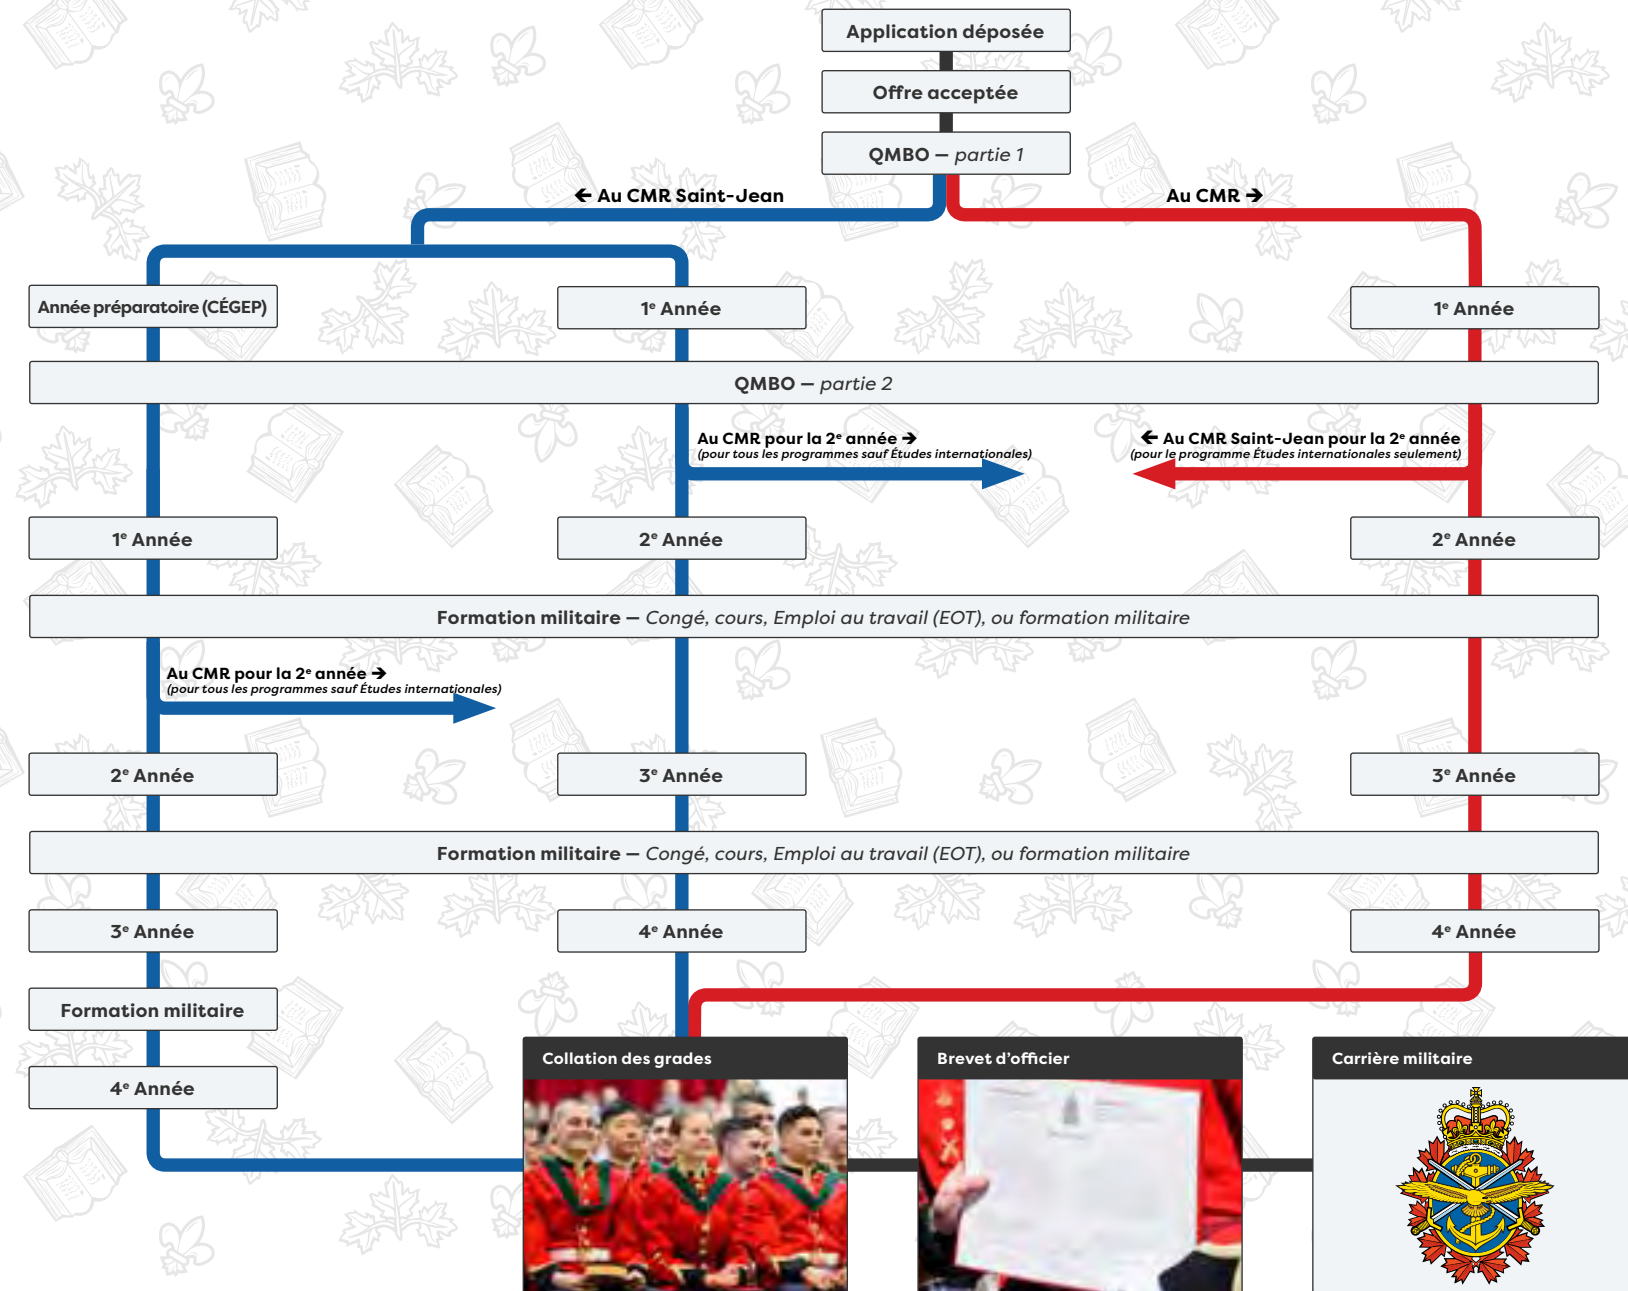 Application déposée
Offre acceptée
QMBO – partie 1
← Au CMR Saint-Jean
Au CMR →
Année préparatoire (CÉGEP)
1e Année
1e Année
QMBO – partie 2
Au CMR pour la 2e année →
(pour tous les programmes sauf Études internationales)
← Au CMR Saint-Jean pour la 2e année
(pour le programme Études internationales seulement)
1e Année
2e Année
2e Année
Formation militaire – Congé, cours, Emploi au travail (EOT), ou formation militaire
Au CMR pour la 2e année →
(pour tous les programmes sauf Études internationales)
2e Année
3e Année
3e Année
Formation militaire – Congé, cours, Emploi au travail (EOT), ou formation militaire
3e Année
4e Année
4e Année
Formation militaire
4e Année
Collation des grades
Brevet d'officier
Carrière militaire